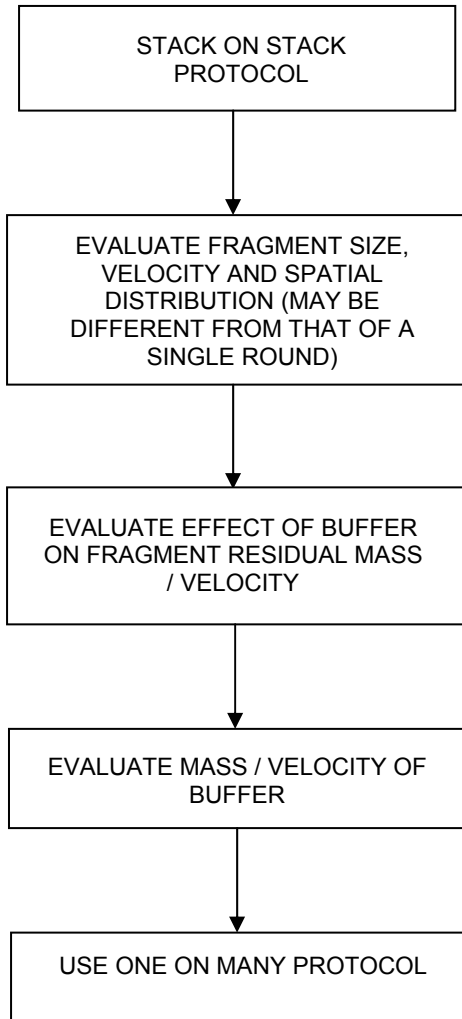 STACK ON STACK
PROTOCOL
EVALUATE FRAGMENT SIZE,
VELOCITY AND SPATIAL
DISTRIBUTION (MAY BE
DIFFERENT FROM THAT OF A
SINGLE ROUND)
EVALUATE EFFECT OF BUFFER
ON FRAGMENT RESIDUAL MASS
/ VELOCITY
EVALUATE MASS / VELOCITY OF
BUFFER
USE ONE ON MANY PROTOCOL